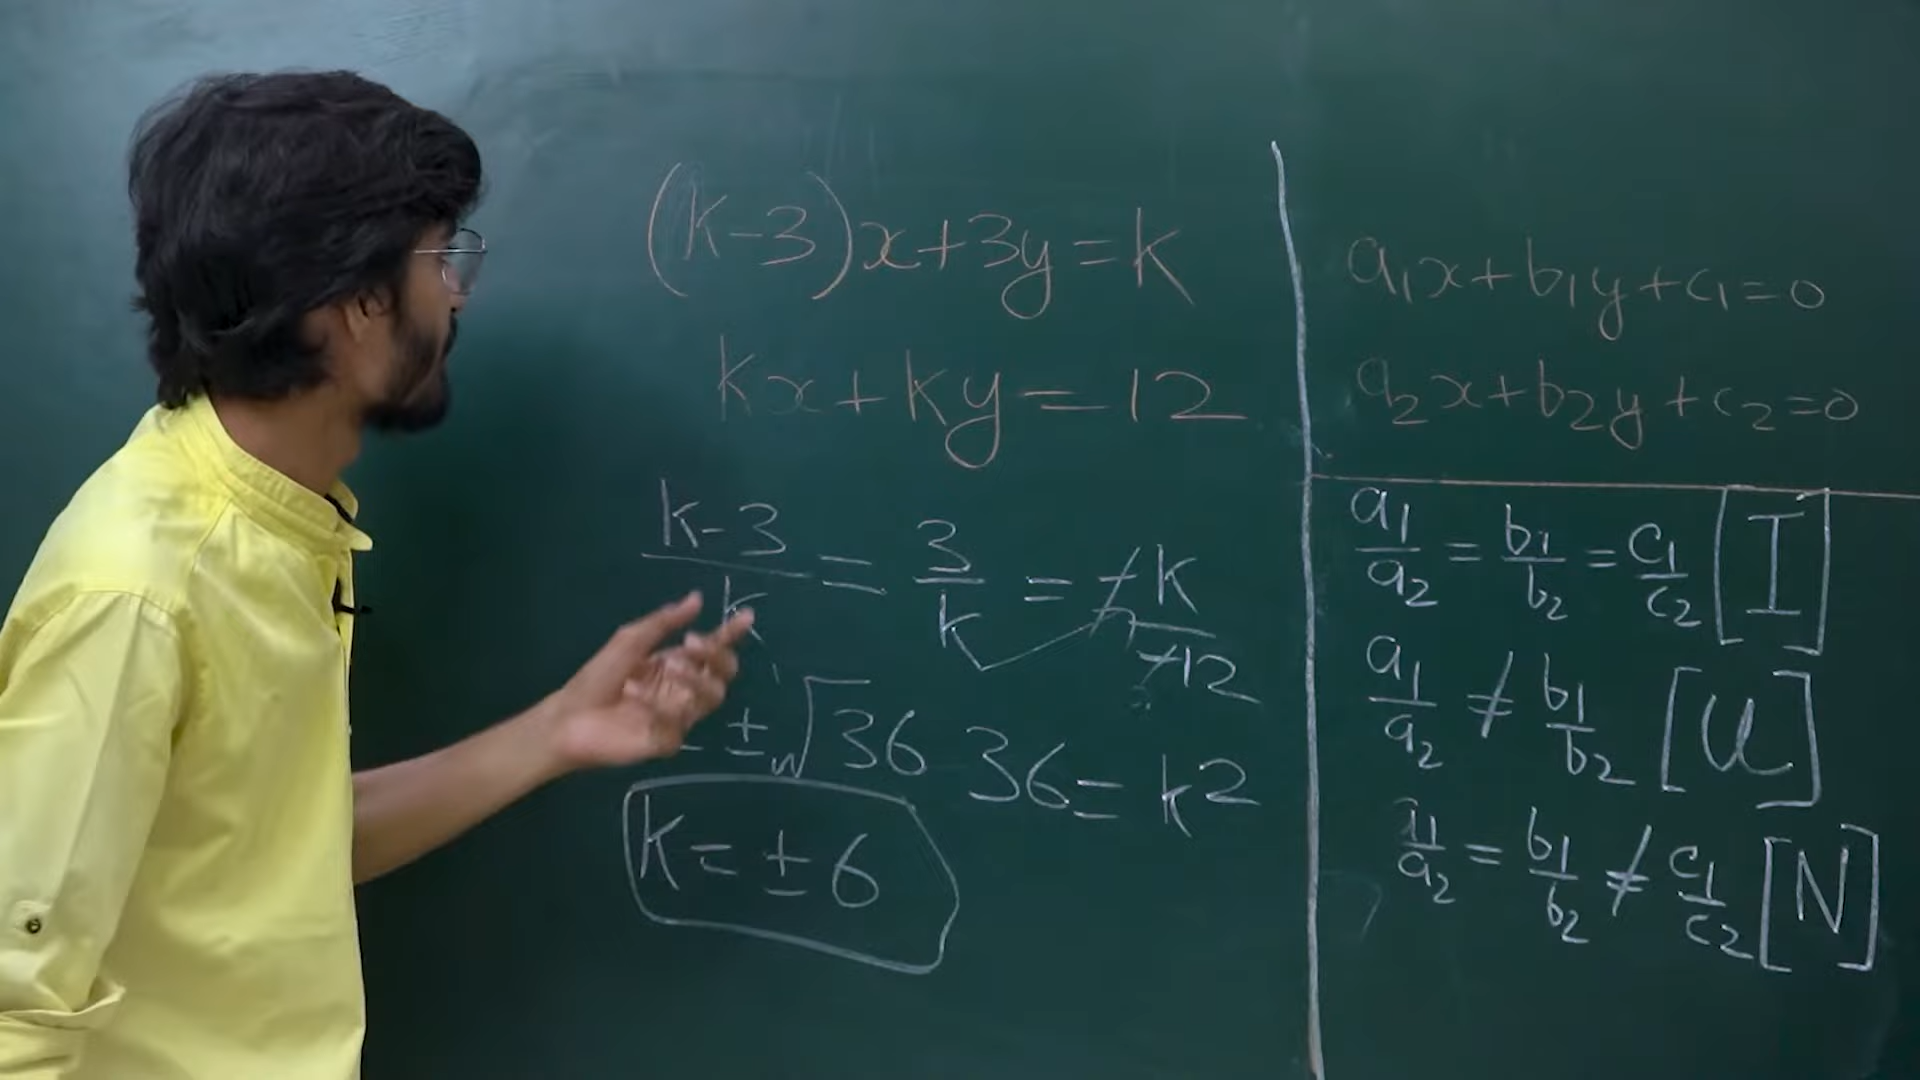 (k-3)x+3y=k
kx+ky=12
k-3/k = 3/k = -k/-12
= ±√36 36=k2
k=±6
a1x+b1y+c1=0
a2x+b2y+c2=0
a1/a2 = b1/b2 = c1/c2 [I]
a1/a2 ≠ b1/b2 [U]
a1/a2 = b1/b2 ≠ c1/c2 [N]